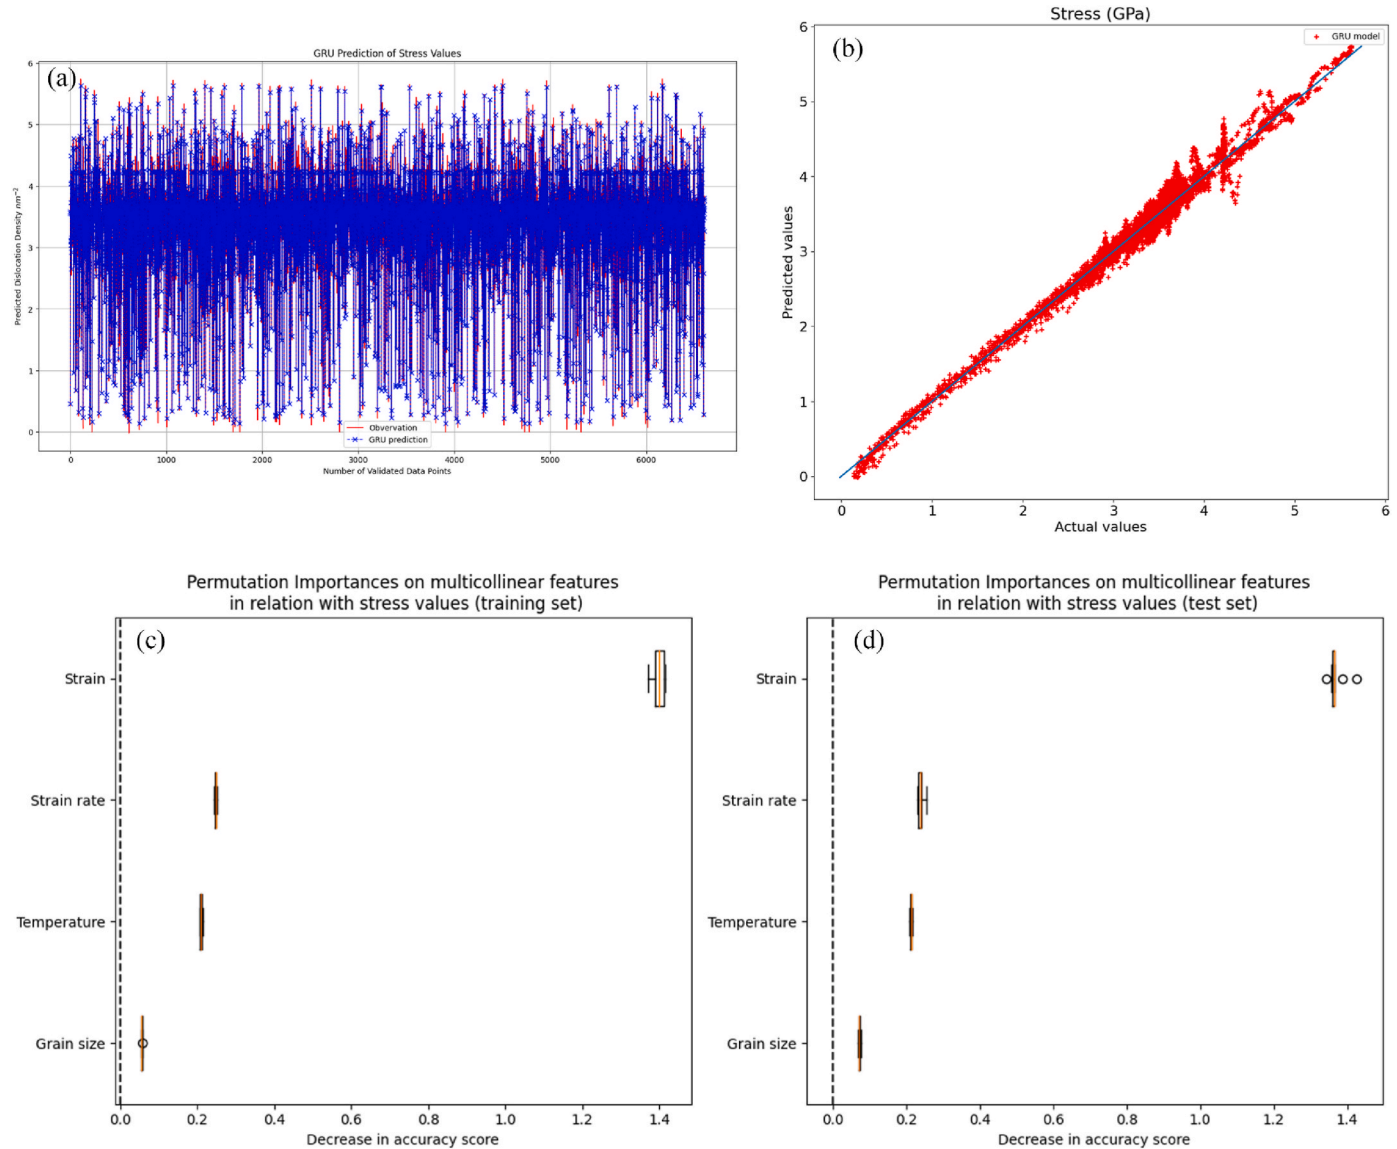 GRU Prediction of Stress Values
(a)
6
5
4
3
2
1
0
Predicted Dislocation Density nm⁻²
0 1000 2000 3000 4000 5000 6000
Number of Validated Data Points
Observation
GRU prediction
Stress (GPa)
(b)
GRU model
6
5
4
3
2
1
0
Predicted values
0 1 2 3 4 5 6
Actual values
Permutation Importances on multicollinear features
in relation with stress values (training set)
(c)
Strain
Strain rate
Temperature
Grain size
0.0 0.2 0.4 0.6 0.8 1.0 1.2 1.4
Decrease in accuracy score
Permutation Importances on multicollinear features
in relation with stress values (test set)
(d)
Strain
Strain rate
Temperature
Grain size
0.0 0.2 0.4 0.6 0.8 1.0 1.2 1.4
Decrease in accuracy score